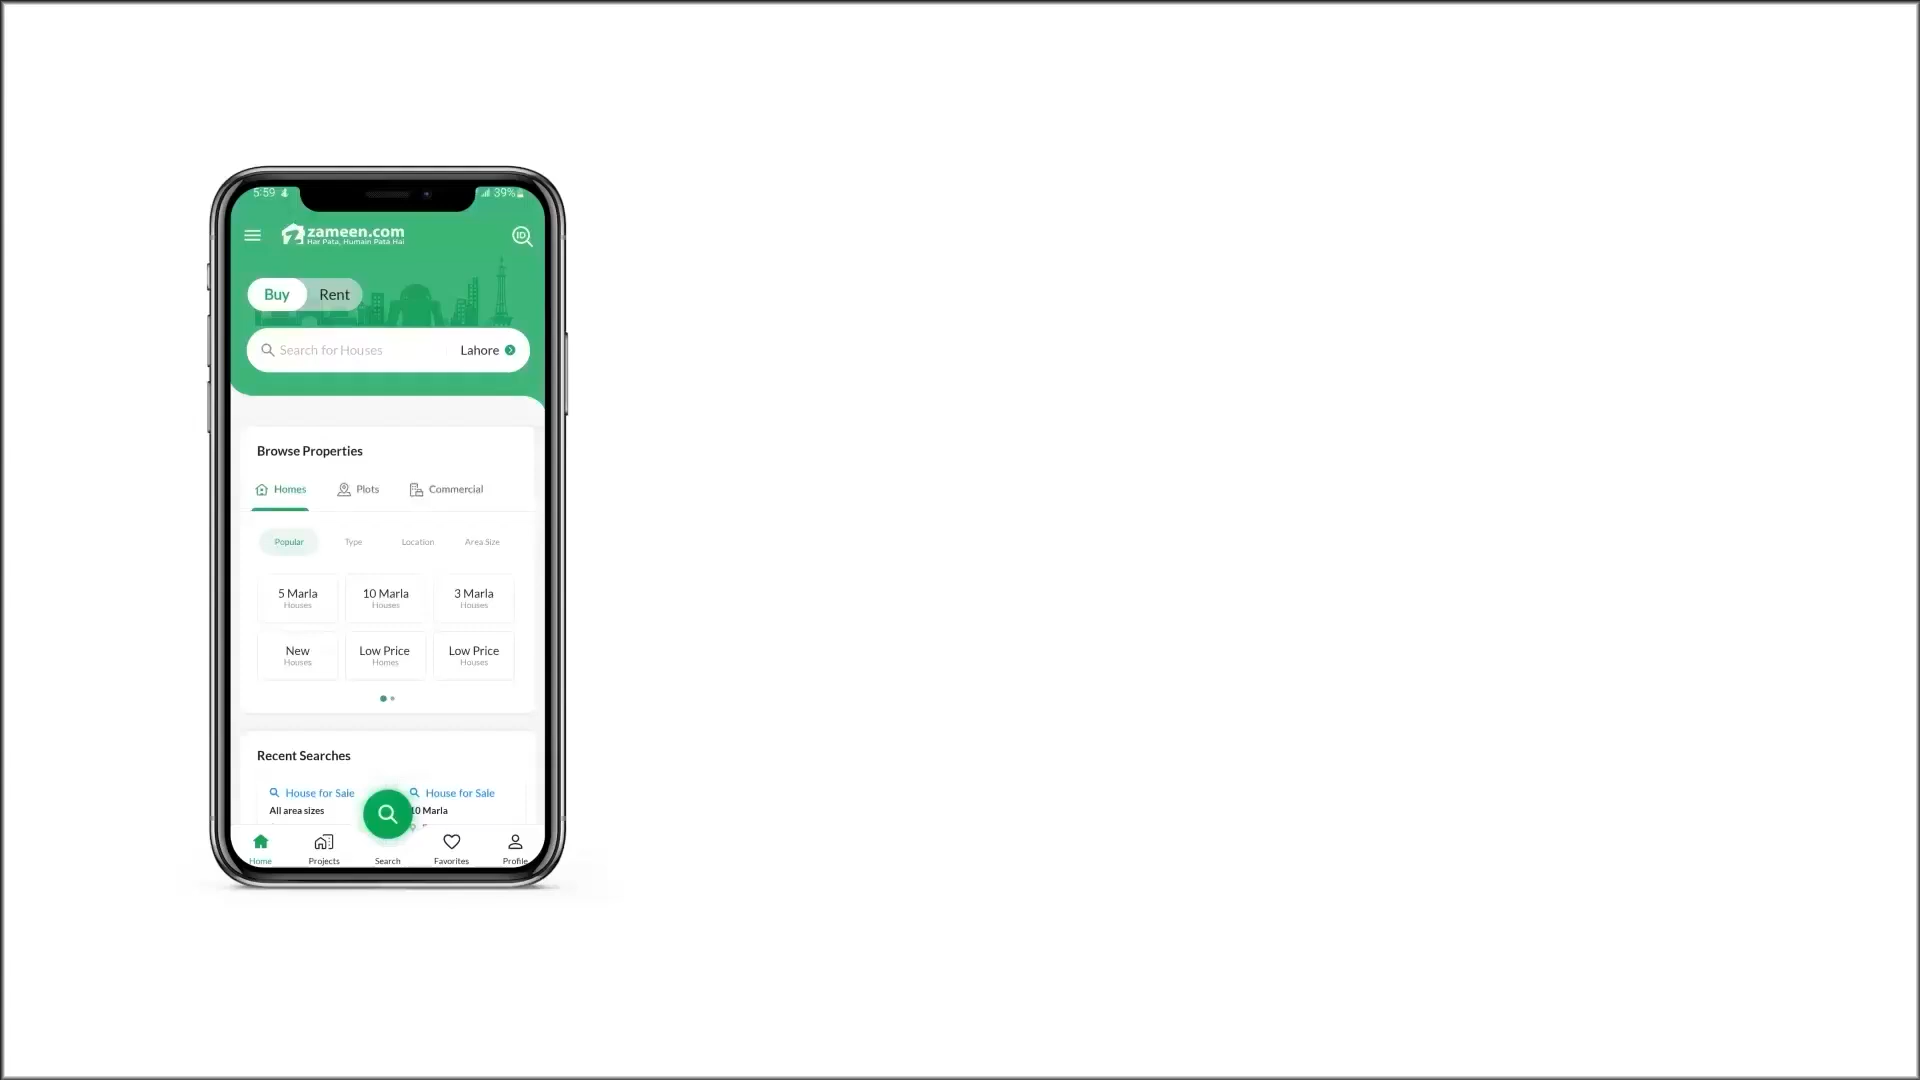 5:59 39%
zameen.com
Har Pata, Humain Pata Hai
ID
Buy Rent
Search for Houses Lahore
Browse Properties
Homes Plots Commercial
Popular Type Location Area Size
5 Marla 10 Marla 3 Marla
Houses Houses Houses
New Low Price Low Price
Houses Homes Houses
Recent Searches
House for Sale House for Sale
All area sizes 10 Marla
Home Projects Search Favorites Profile